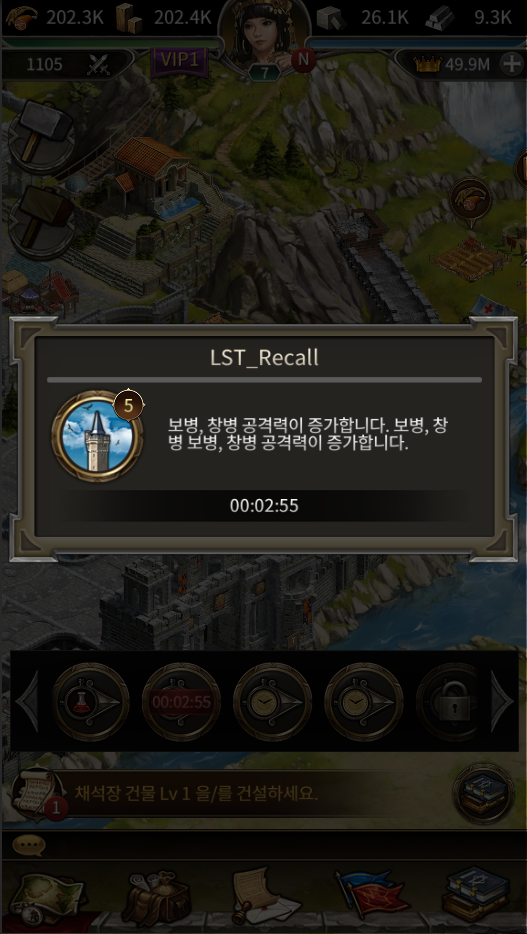 202.3K 202.4K 26.1K 9.3K
1105 VIP1 7 N 49.9M
LST_Recall
5
보병, 창병 공격력이 증가합니다. 보병, 창
병 보병, 창병 공격력이 증가합니다.
00:02:55
00:02:55
채석장 건물 Lv 1 을/를 건설하세요.
1